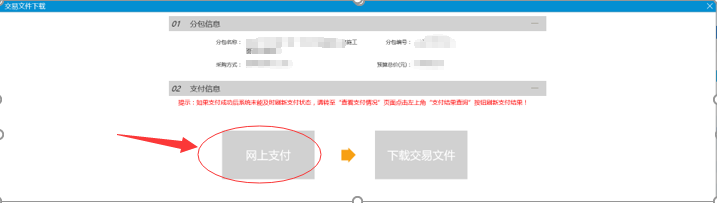 交易文件下载
01 分包信息
分包名称： 施工 分包编号：
采购方式： 预算总价(元)：
02 支付信息
提示：如果支付成功后系统未能及时刷新支付状态，请转至“查看支付情况”页面点击左上角“支付结果查询”按钮刷新支付结果！
网上支付 下载交易文件